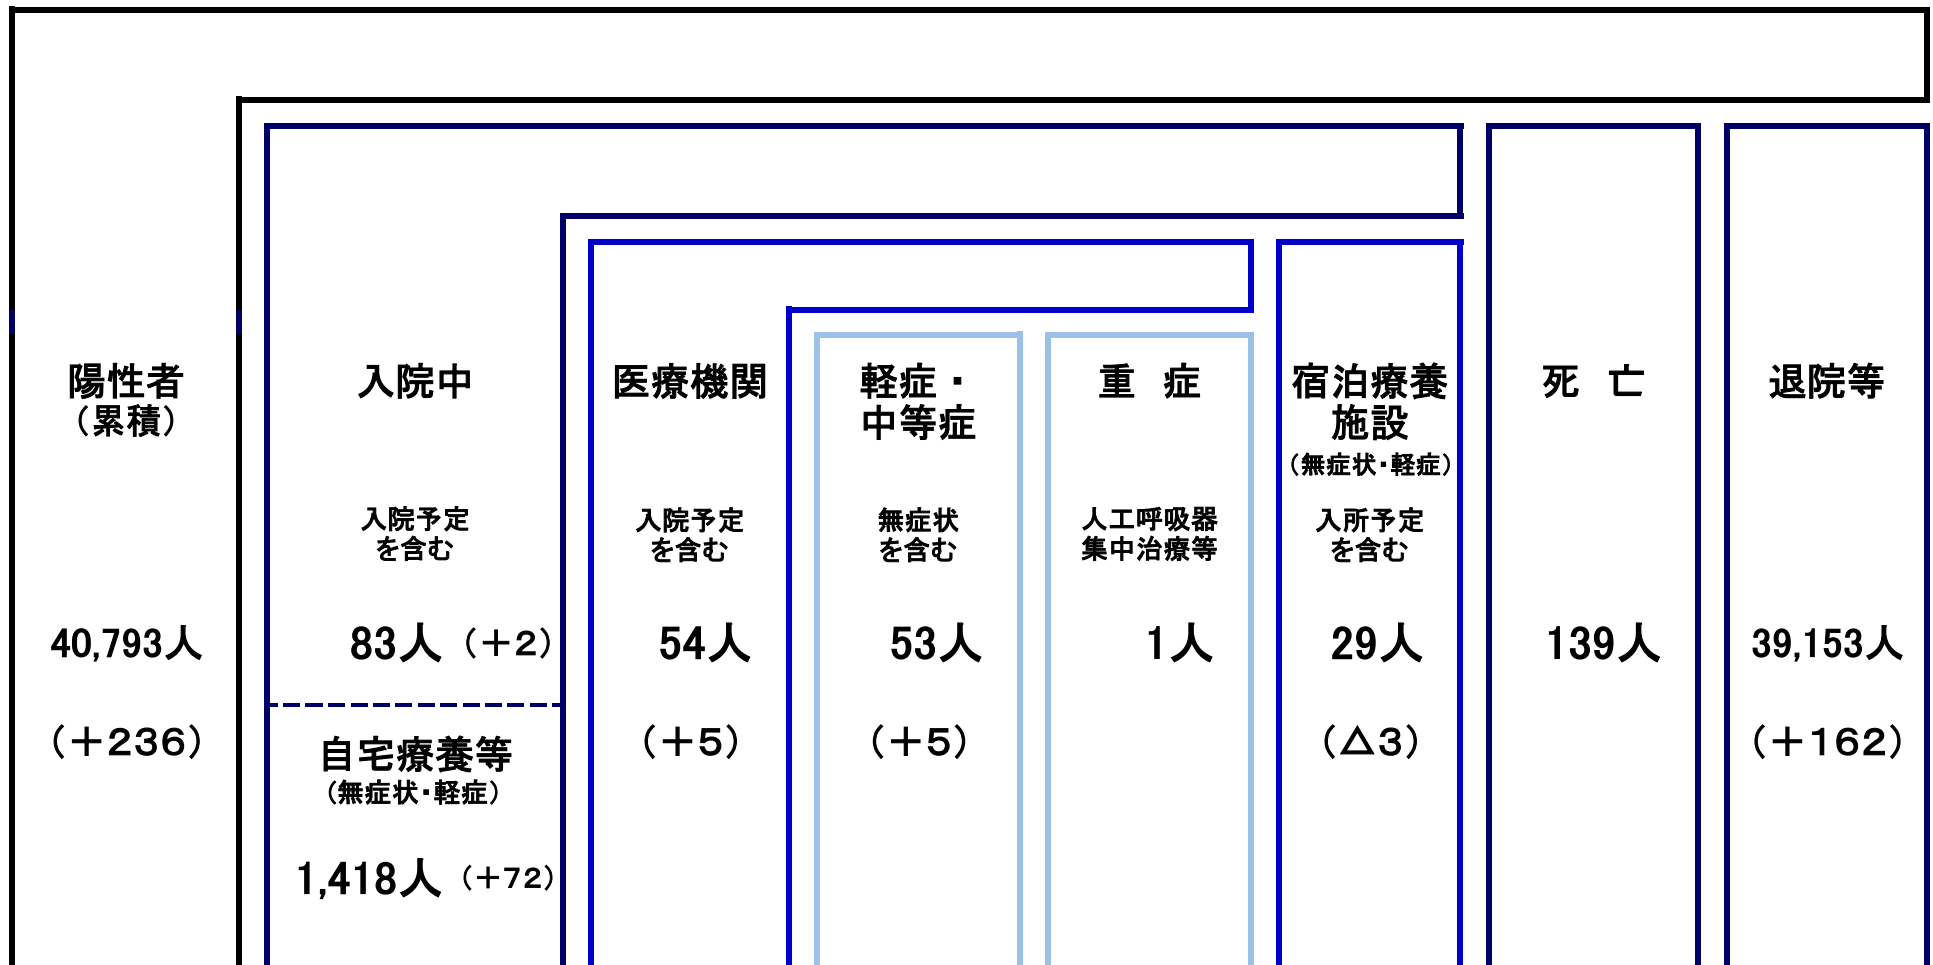 陽性者
（累積）
40,793人
（＋236）
入院中
入院予定
を含む
83人（＋2）
自宅療養等
（無症状・軽症）
1,418人（＋72）
医療機関
入院予定
を含む
54人
（＋5）
軽症・
中等症
無症状
を含む
53人
（＋5）
重　症
人工呼吸器
集中治療等
1人
宿泊療養
施設
（無症状・軽症）
入所予定
を含む
29人
（△3）
死　亡
139人
退院等
39,153人
（＋162）